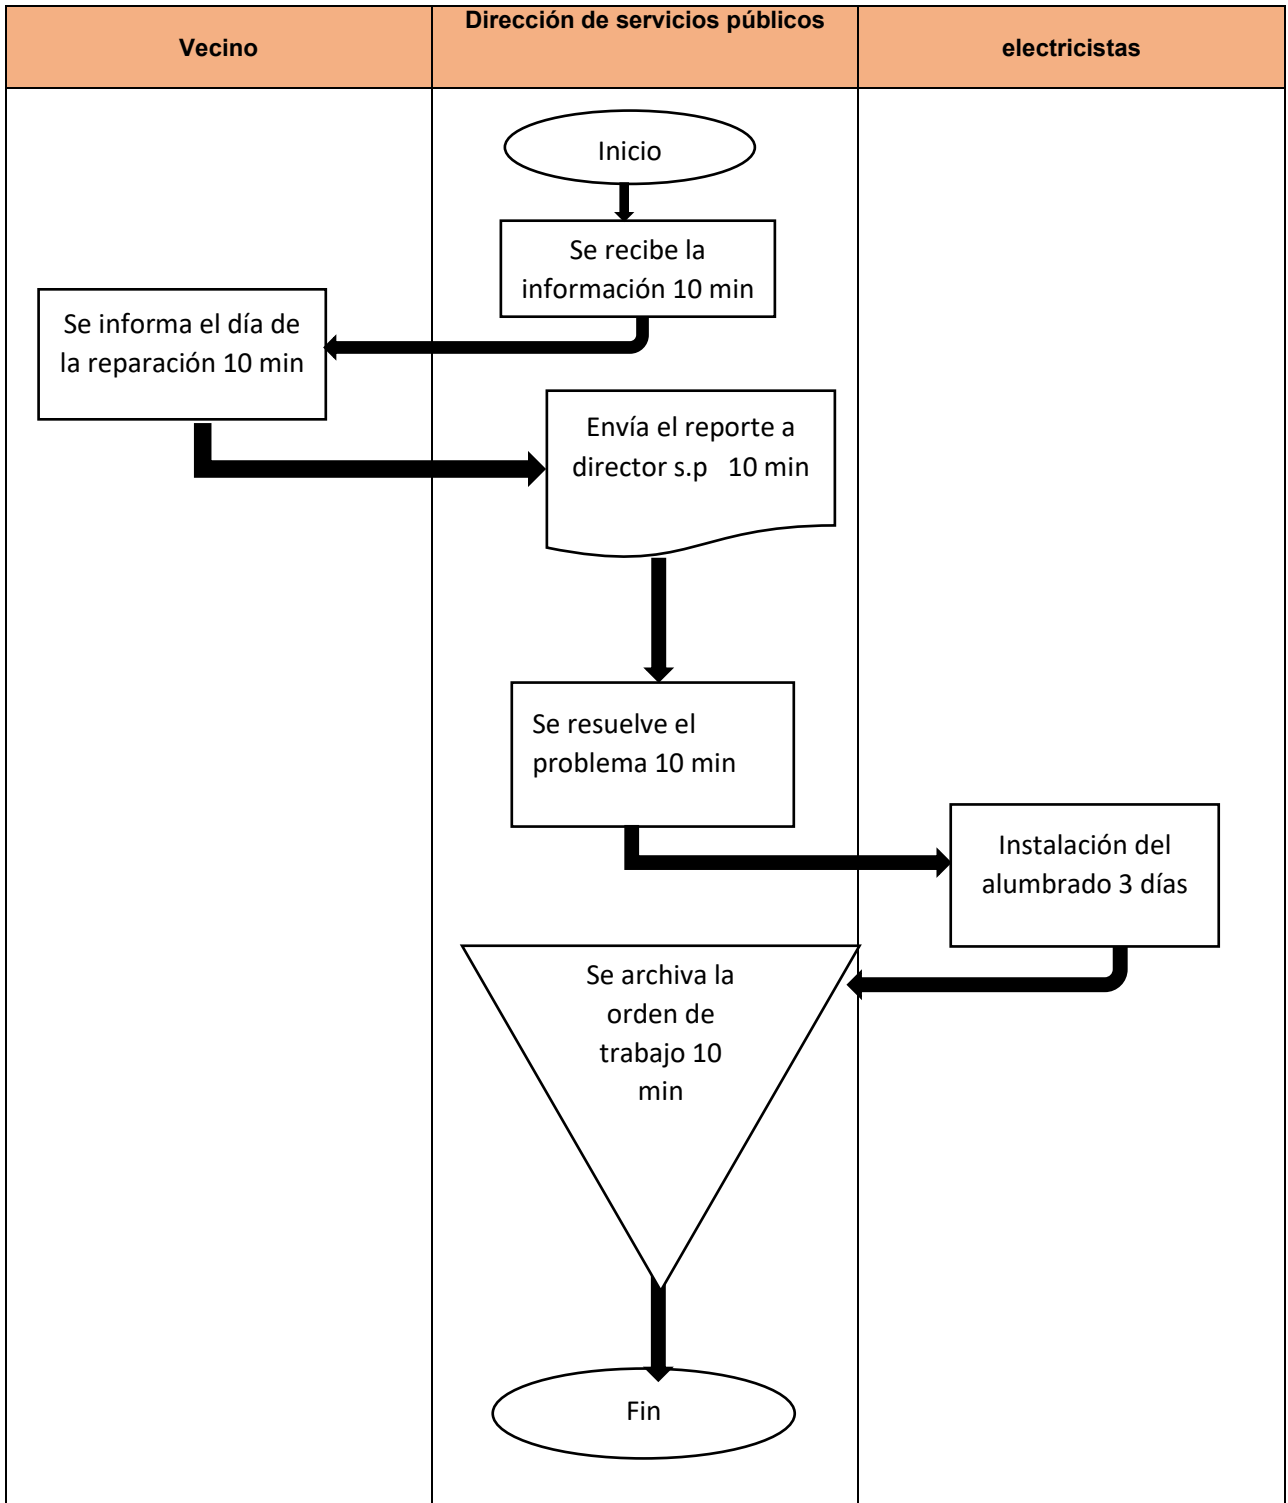 Vecino
Dirección de servicios públicos
electricistas
Inicio
Se recibe la
información 10 min
Se informa el día de
la reparación 10 min
Envía el reporte a
director s.p   10 min
Se resuelve el
problema 10 min
Instalación del
alumbrado 3 días
Se archiva la
orden de
trabajo 10
min
Fin